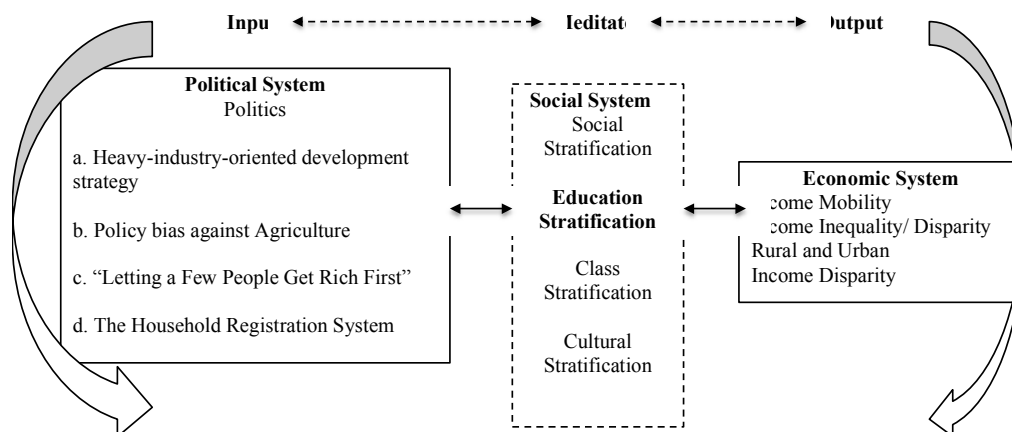 Inpu Ieditate utput
Political System
Politics
a. Heavy-industry-oriented development
strategy
b. Policy bias against Agriculture
c. “Letting a Few People Get Rich First”
d. The Household Registration System
Social System
Social
Stratification
Education
Stratification
Class
Stratification
Cultural
Stratification
Economic System
come Mobility
come Inequality/ Disparity
Rural and Urban
Income Disparity